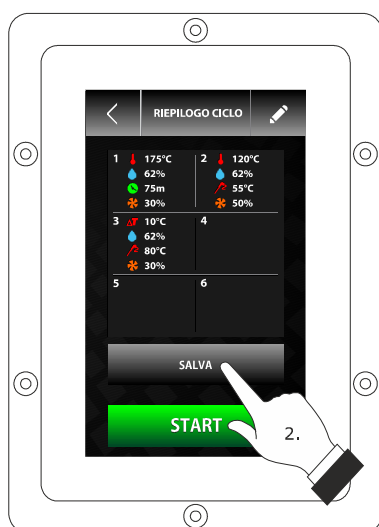 RIEPILOGO CICLO
1 175°C 2 120°C
62% 62%
75m 55°C
30% 50%
3 ΔT 10°C 4
62%
80°C
30%
5 6
SALVA
START
2.